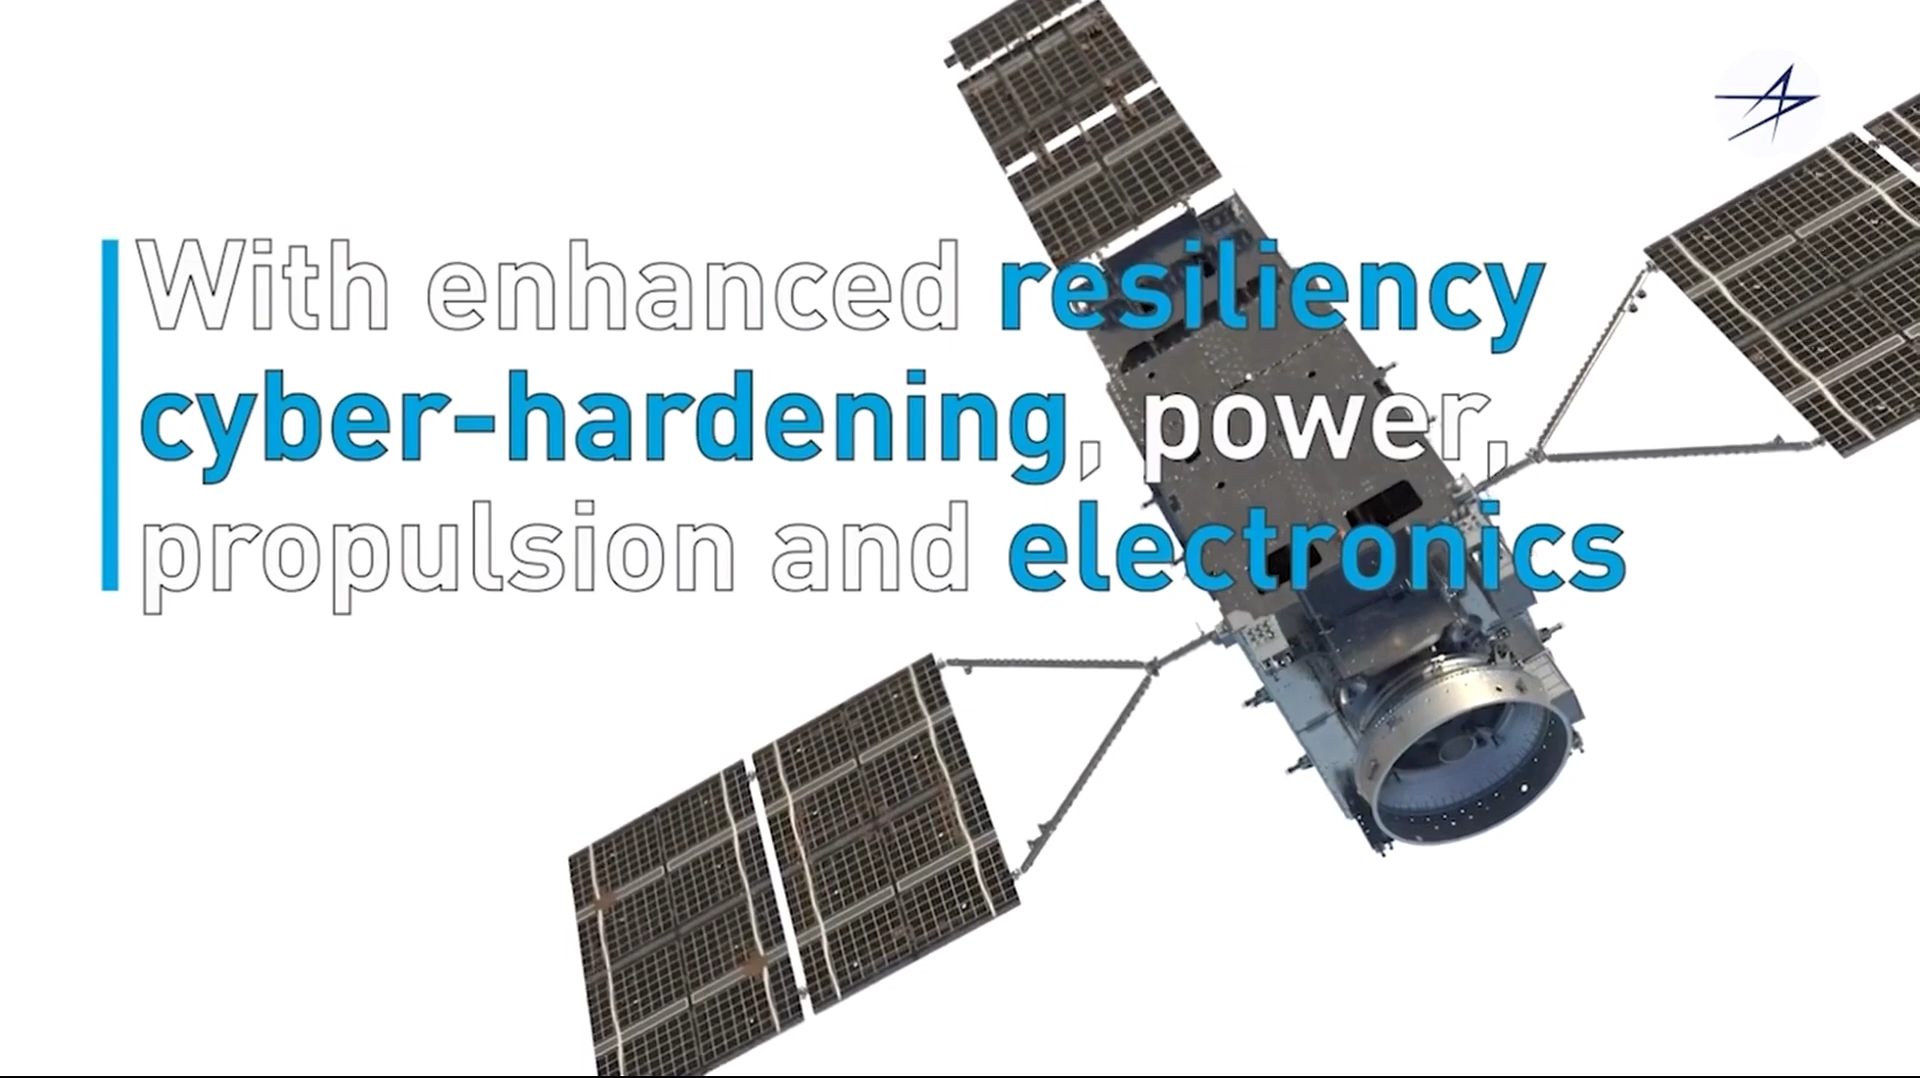 With enhanced resiliency
cyber-hardening, power,
propulsion and electronics